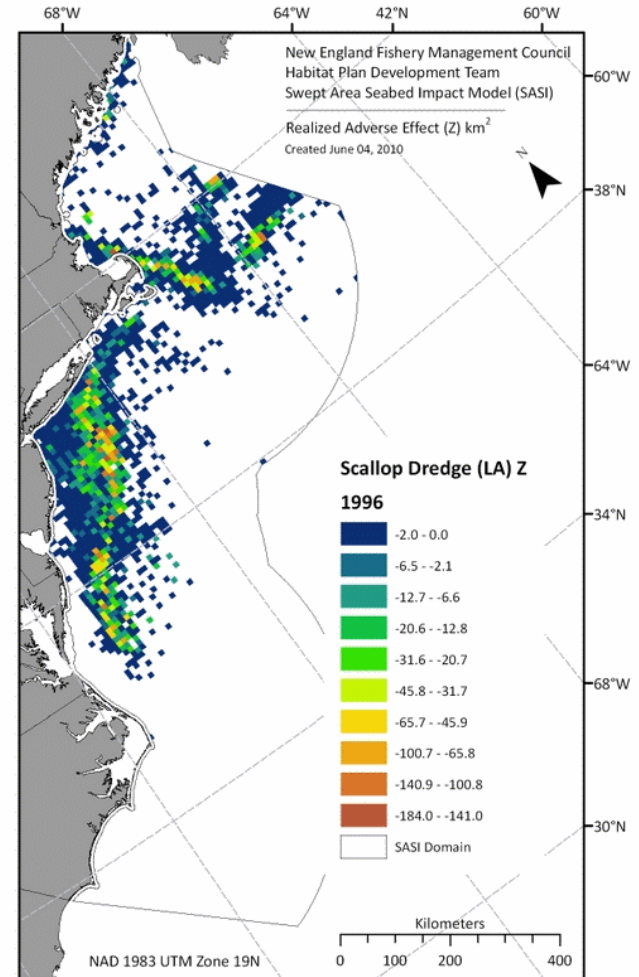 68°W 64°W 42°N 60°W
New England Fishery Management Council
Habitat Plan Development Team
Swept Area Seabed Impact Model (SASI)
Realized Adverse Effect (Z) km²
Created June 04, 2010
N
60°W
38°N
64°W
34°N
68°W
30°N
Scallop Dredge (LA) Z
1996
-2.0 - 0.0
-6.5 - -2.1
-12.7 - -6.6
-20.6 - -12.8
-31.6 - -20.7
-45.8 - -31.7
-65.7 - -45.9
-100.7 - -65.8
-140.9 - -100.8
-184.0 - -141.0
SASI Domain
Kilometers
0 100 200 300 400
NAD 1983 UTM Zone 19N